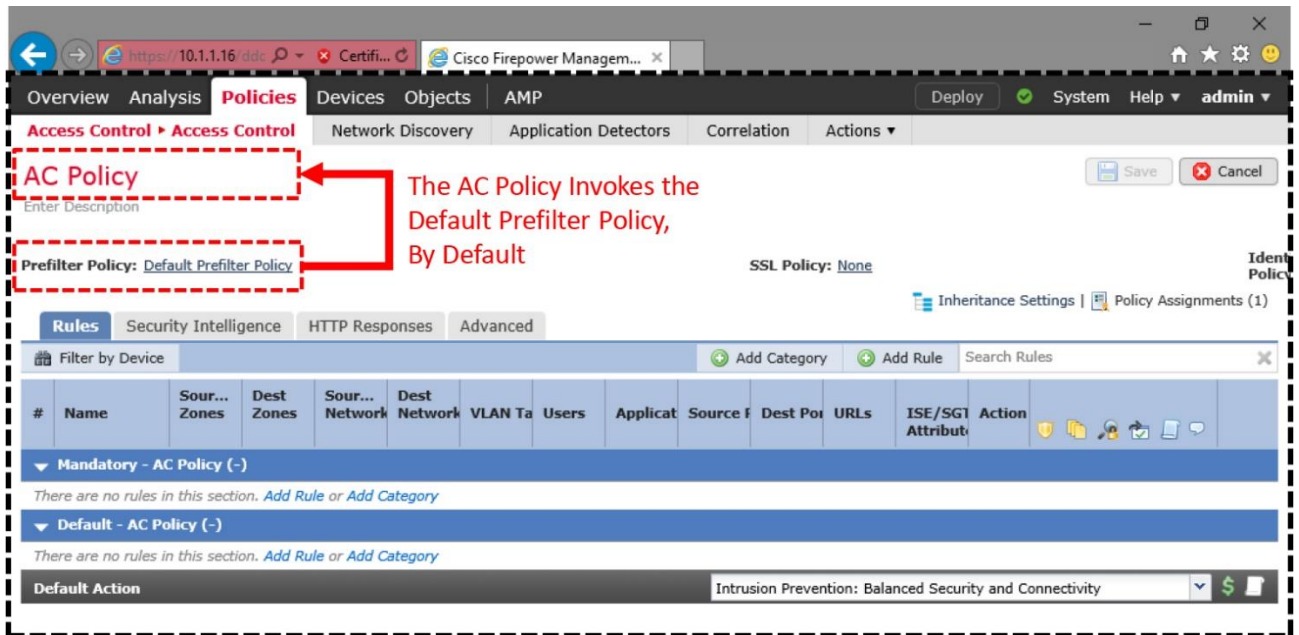 https://10.1.1.16/ddc Certifi... Cisco Firepower Managem...
Overview Analysis Policies Devices Objects AMP Deploy System Help admin
Access Control ▸ Access Control Network Discovery Application Detectors Correlation Actions
AC Policy
Enter Description
Save Cancel
The AC Policy Invokes the
Default Prefilter Policy,
By Default
Prefilter Policy: Default Prefilter Policy
SSL Policy: None
Ident
Policy
Inheritance Settings | Policy Assignments (1)
Rules Security Intelligence HTTP Responses Advanced
Filter by Device Add Category Add Rule Search Rules
# Name Sour... Zones Dest Zones Sour... Network Dest Network VLAN Ta Users Applicat Source P Dest Por URLs ISE/SGT Attribute Action
Mandatory - AC Policy (-)
There are no rules in this section. Add Rule or Add Category
Default - AC Policy (-)
There are no rules in this section. Add Rule or Add Category
Default Action Intrusion Prevention: Balanced Security and Connectivity $